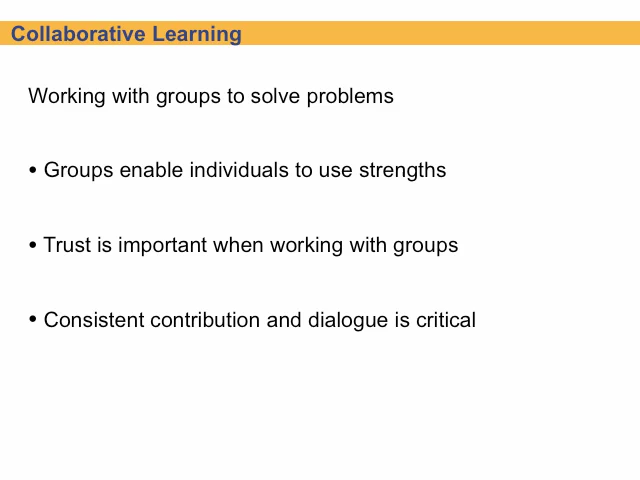 Collaborative Learning
Working with groups to solve problems
• Groups enable individuals to use strengths
• Trust is important when working with groups
• Consistent contribution and dialogue is critical